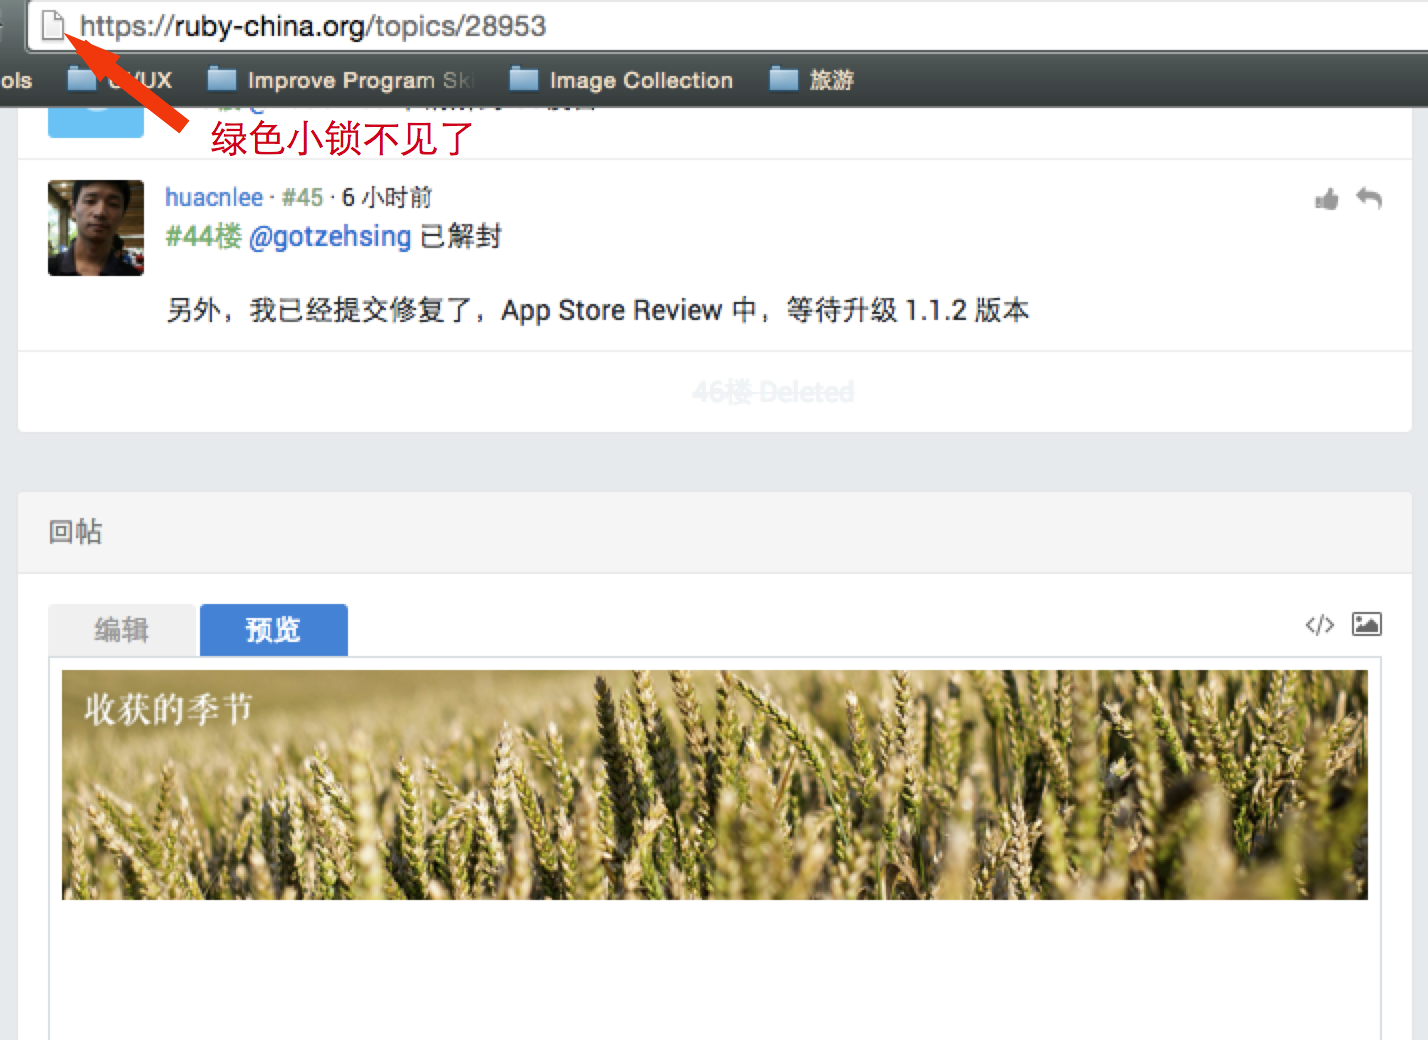 https://ruby-china.org/topics/28953
ols
UI/UX
Improve Program Ski
Image Collection
旅游
绿色小锁不见了
huacnlee · #45 · 6 小时前
#44楼 @gotzehsing 已解封
另外，我已经提交修复了，App Store Review 中，等待升级 1.1.2 版本
46楼 Deleted
回帖
编辑
预览
</>
收获的季节